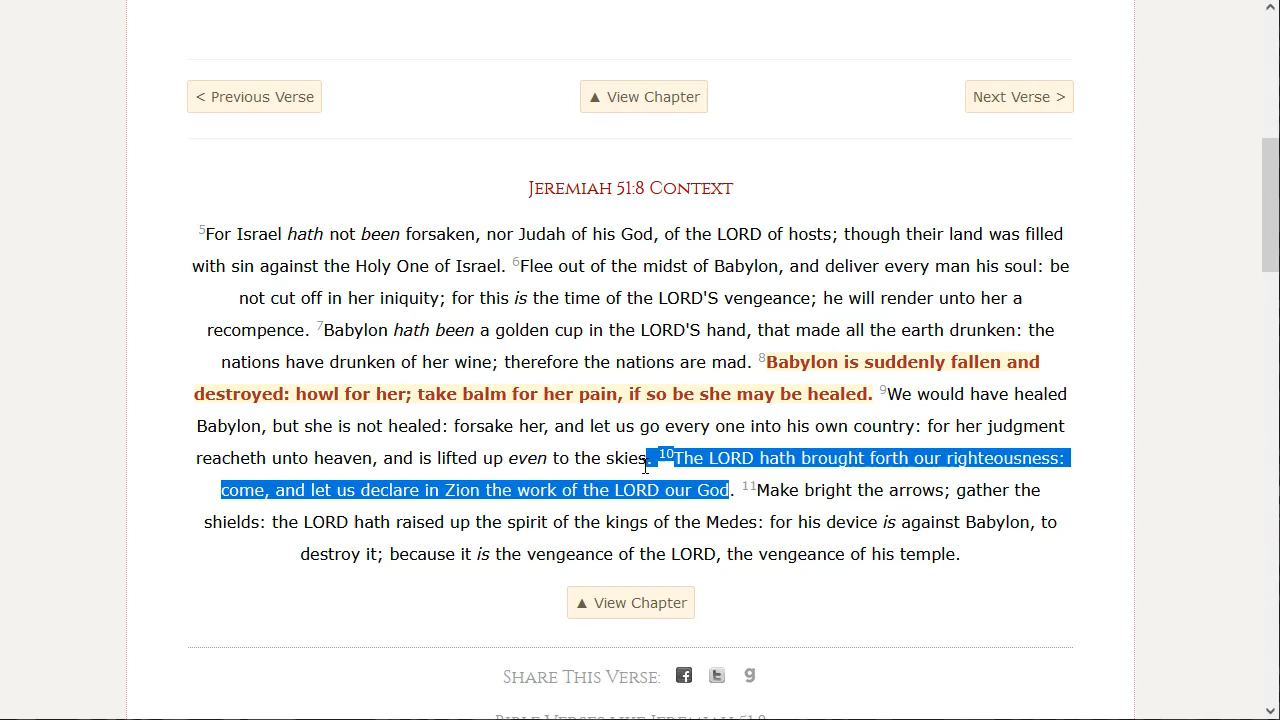 < Previous Verse
▲ View Chapter
Next Verse >
Jeremiah 51:8 Context
5For Israel hath not been forsaken, nor Judah of his God, of the LORD of hosts; though their land was filled
with sin against the Holy One of Israel. 6Flee out of the midst of Babylon, and deliver every man his soul: be
not cut off in her iniquity; for this is the time of the LORD'S vengeance; he will render unto her a
recompence. 7Babylon hath been a golden cup in the LORD'S hand, that made all the earth drunken: the
nations have drunken of her wine; therefore the nations are mad. 8Babylon is suddenly fallen and
destroyed: howl for her; take balm for her pain, if so be she may be healed. 9We would have healed
Babylon, but she is not healed: forsake her, and let us go every one into his own country: for her judgment
reacheth unto heaven, and is lifted up even to the skies. 10The LORD hath brought forth our righteousness:
come, and let us declare in Zion the work of the LORD our God. 11Make bright the arrows; gather the
shields: the LORD hath raised up the spirit of the kings of the Medes: for his device is against Babylon, to
destroy it; because it is the vengeance of the LORD, the vengeance of his temple.
▲ View Chapter
Share This Verse:
Bible Verses like Jeremiah 51:8